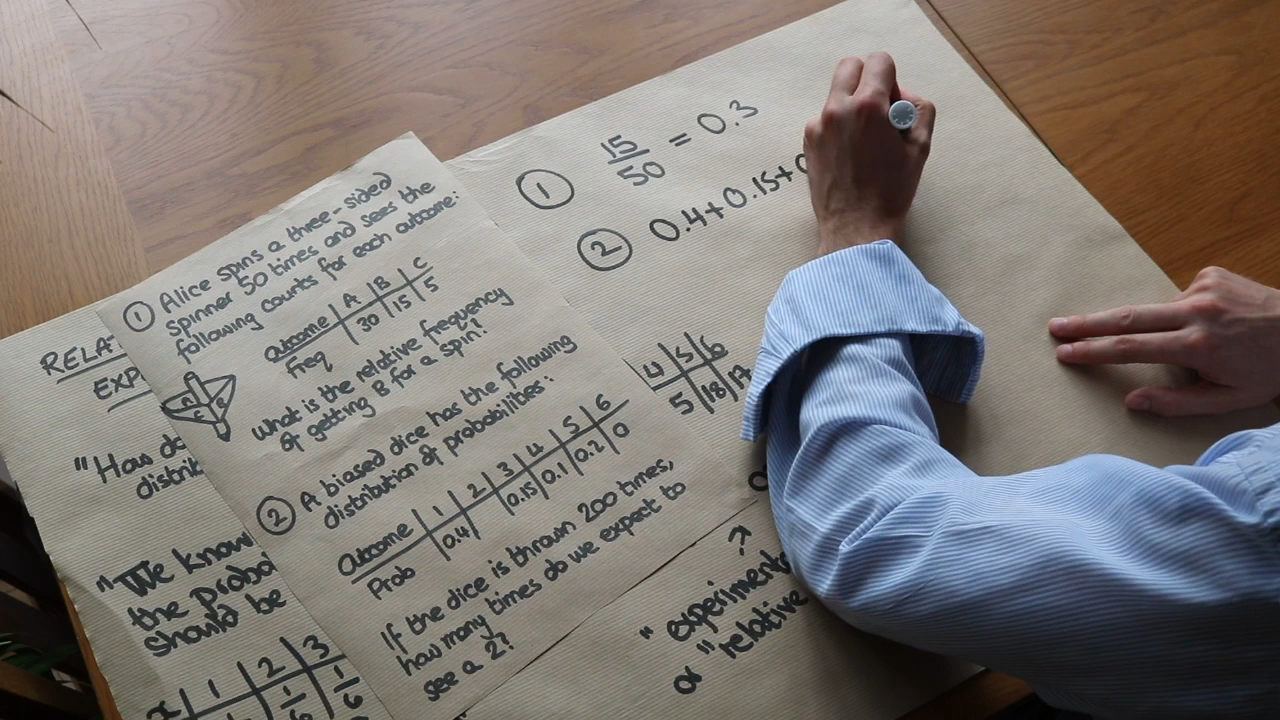 RELA
EXP
"How do
distrib
"We know
the proba
should be
x | 1 | 2 | 3
1/6 | 1/6
① Alice spins a three-sided
spinner 50 times and sees the
following counts for each outcome:
Outcome | A | B | C
Freq | 30 | 15 | 5
What is the relative frequency
of getting B for a spin?
② A biased dice has the following
distribution of probabilities:
Outcome | 1 | 2 | 3 | 4 | 5 | 6
Prob | 0.4 | | 0.15 | 0.1 | 0.2 | 0
If the dice is thrown 200 times,
how many times do we expect to
see a 2?
① 15/50 = 0.3
② 0.4+0.15+0
4 | 5 | 6
5 | 18 | 17
"experiment
or "relative